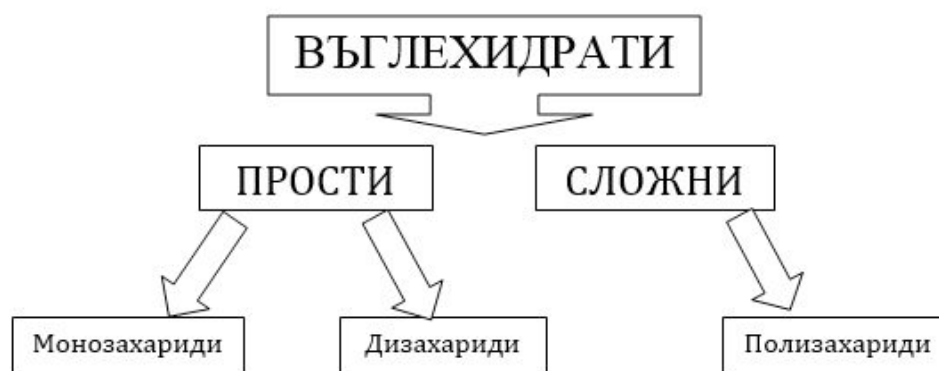 ВЪГЛЕХИДРАТИ
ПРОСТИ
СЛОЖНИ
Монозахариди
Дизахариди
Полизахариди